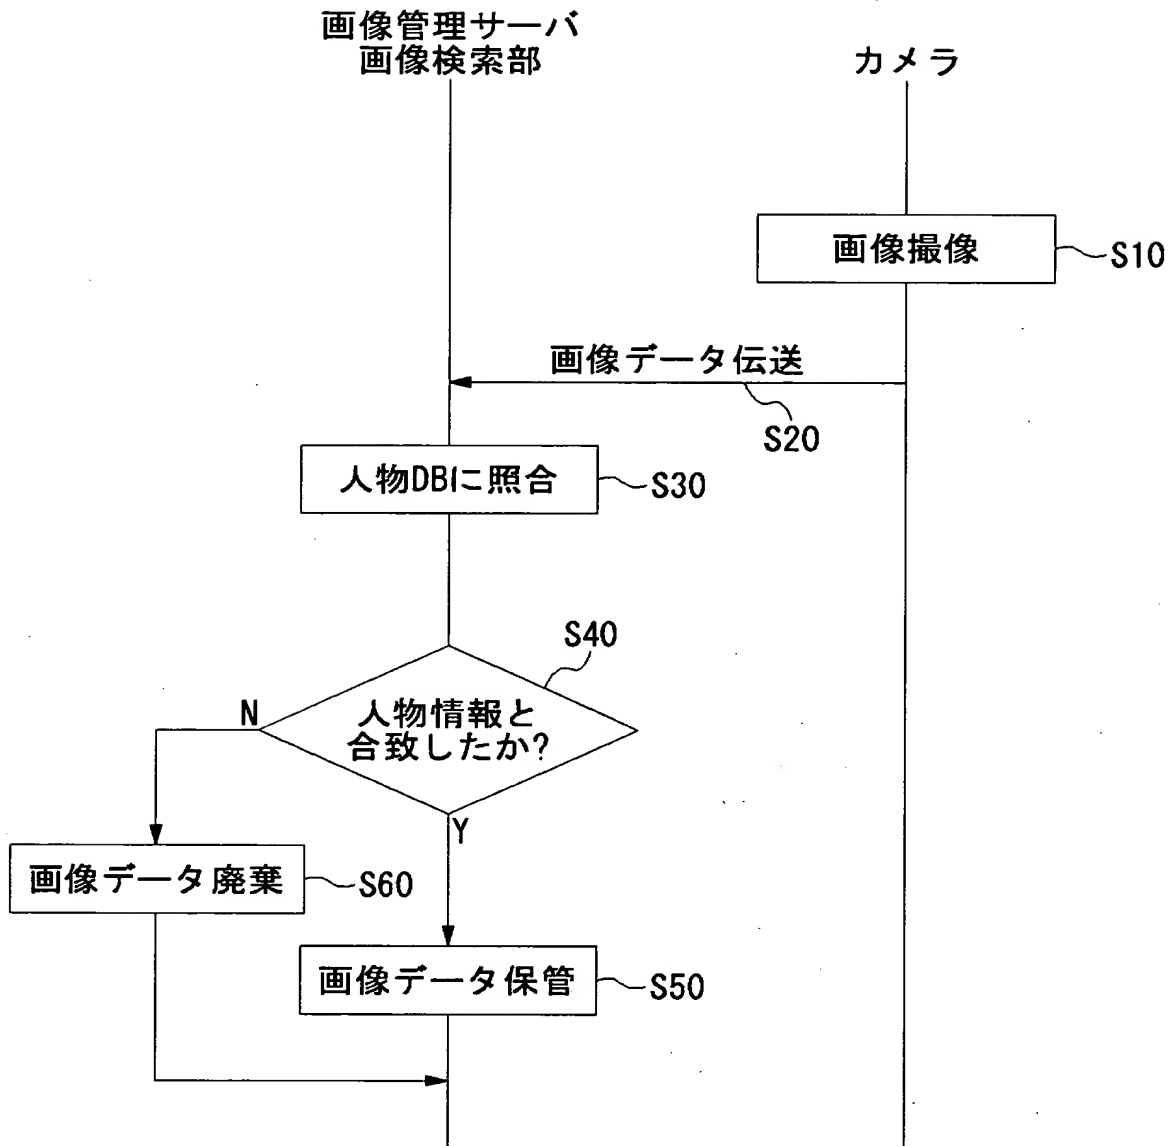 画像管理サーバ
画像検索部
カメラ
画像撮像
S10
画像データ伝送
S20
人物DBに照合
S30
S40
人物情報と
合致したか?
N
Y
画像データ廃棄
S60
画像データ保管
S50